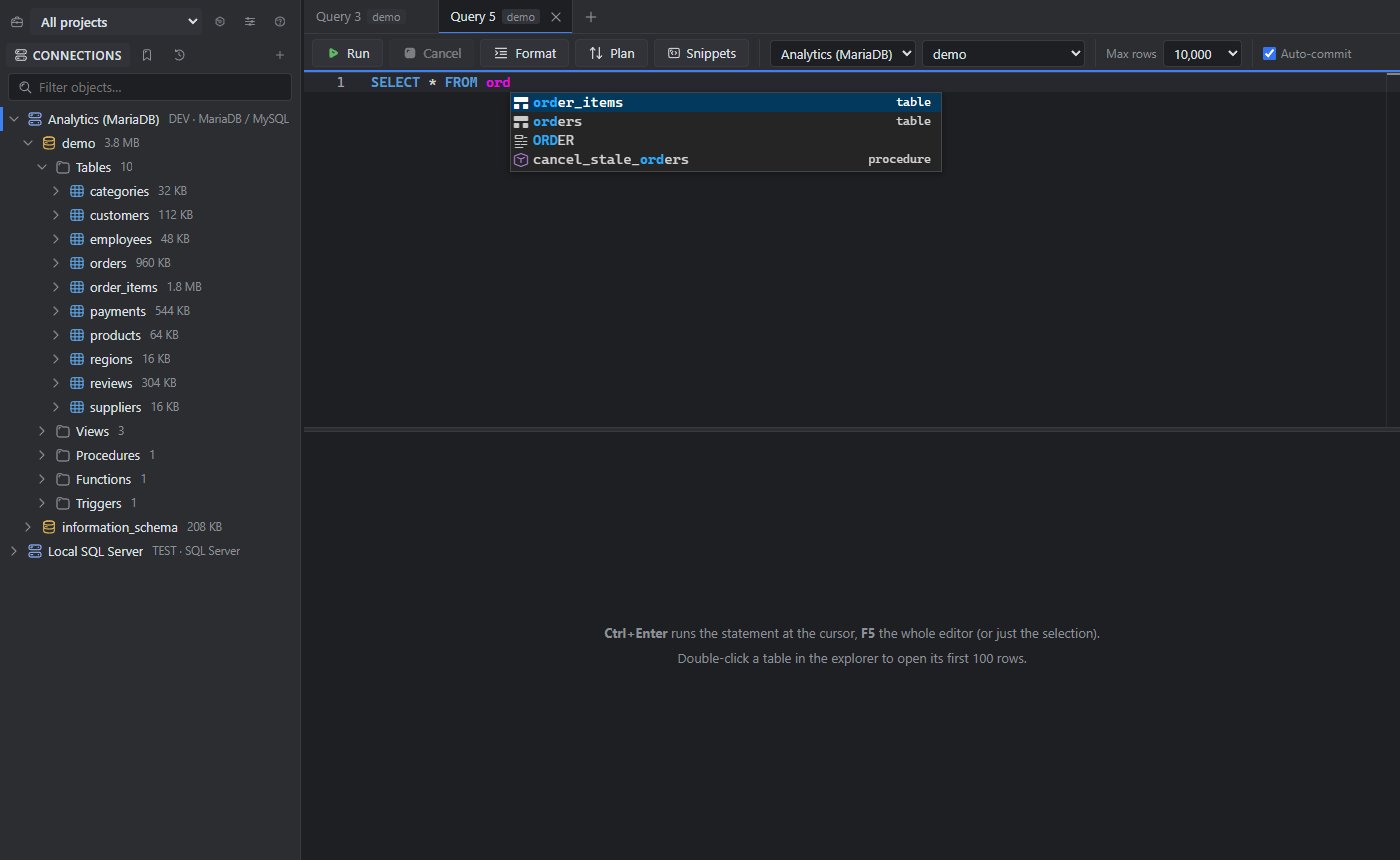 All projects
Query 3 demo
Query 5 demo
CONNECTIONS
Run
Cancel
Format
Plan
Snippets
Analytics (MariaDB)
demo
Max rows
10,000
Auto-commit
Filter objects...
1 SELECT * FROM ord
order_items table
orders table
ORDER
cancel_stale_orders procedure
Analytics (MariaDB) DEV · MariaDB / MySQL
demo 3.8 MB
Tables 10
categories 32 KB
customers 112 KB
employees 48 KB
orders 960 KB
order_items 1.8 MB
payments 544 KB
products 64 KB
regions 16 KB
reviews 304 KB
suppliers 16 KB
Views 3
Procedures 1
Functions 1
Triggers 1
information_schema 208 KB
Local SQL Server TEST · SQL Server
Ctrl+Enter runs the statement at the cursor, F5 the whole editor (or just the selection).
Double-click a table in the explorer to open its first 100 rows.